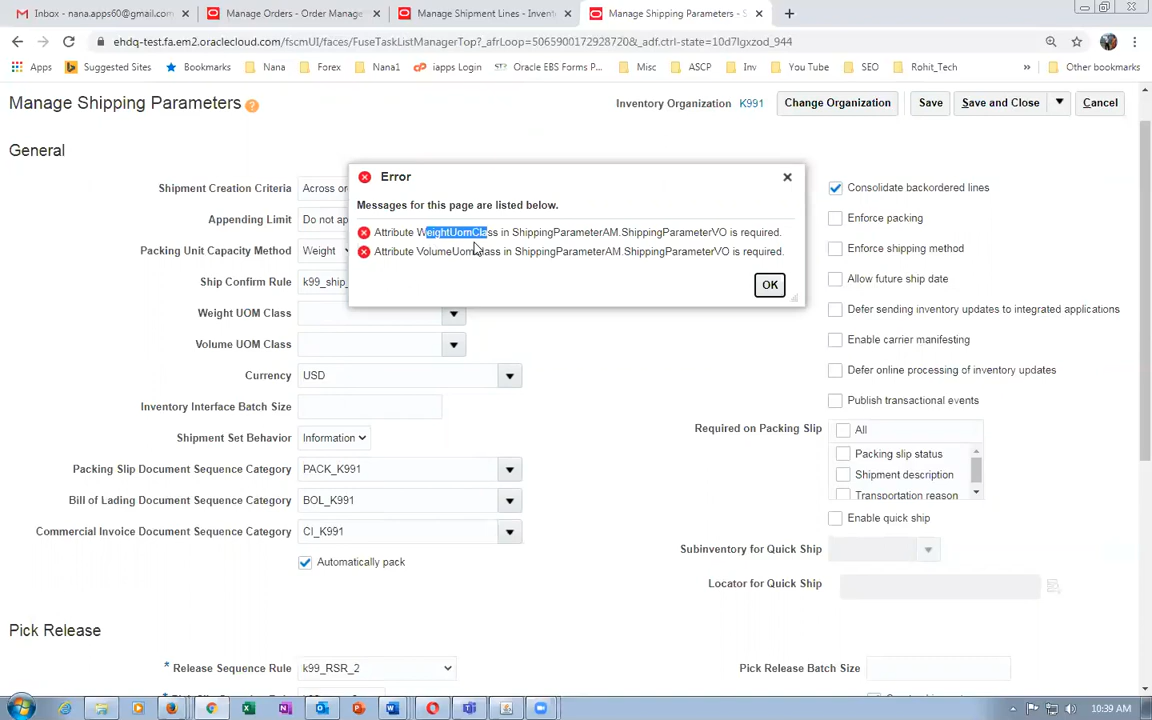 Inbox - nana.apps60@gmail.com
Manage Orders - Order Manage
Manage Shipment Lines - Invent
Manage Shipping Parameters - S
ehdq-test.fa.em2.oraclecloud.com/fscmUI/faces/FuseTaskListManagerTop?_afrLoop=5065900172928720&_adf.ctrl-state=10d7lgxzod_944
Apps Suggested Sites Bookmarks Nana Forex Nana1 iapps Login Oracle EBS Forms P... Misc ASCP Inv You Tube SEO Rohit_Tech » Other bookmarks
Manage Shipping Parameters ?
Inventory Organization K991 Change Organization Save Save and Close Cancel
General
Error
Messages for this page are listed below.
Attribute WeightUomClass in ShippingParameterAM.ShippingParameterVO is required.
Attribute VolumeUomClass in ShippingParameterAM.ShippingParameterVO is required.
OK
Shipment Creation Criteria Across or
Appending Limit Do not ap
Packing Unit Capacity Method Weight
Ship Confirm Rule k99_ship_
Weight UOM Class
Volume UOM Class
Currency USD
Inventory Interface Batch Size
Shipment Set Behavior Information
Packing Slip Document Sequence Category PACK_K991
Bill of Lading Document Sequence Category BOL_K991
Commercial Invoice Document Sequence Category CI_K991
Automatically pack
Consolidate backordered lines
Enforce packing
Enforce shipping method
Allow future ship date
Defer sending inventory updates to integrated applications
Enable carrier manifesting
Defer online processing of inventory updates
Publish transactional events
Required on Packing Slip All
Packing slip status
Shipment description
Transportation reason
Enable quick ship
Subinventory for Quick Ship
Locator for Quick Ship
Pick Release
* Release Sequence Rule k99_RSR_2
Pick Release Batch Size
10:39 AM